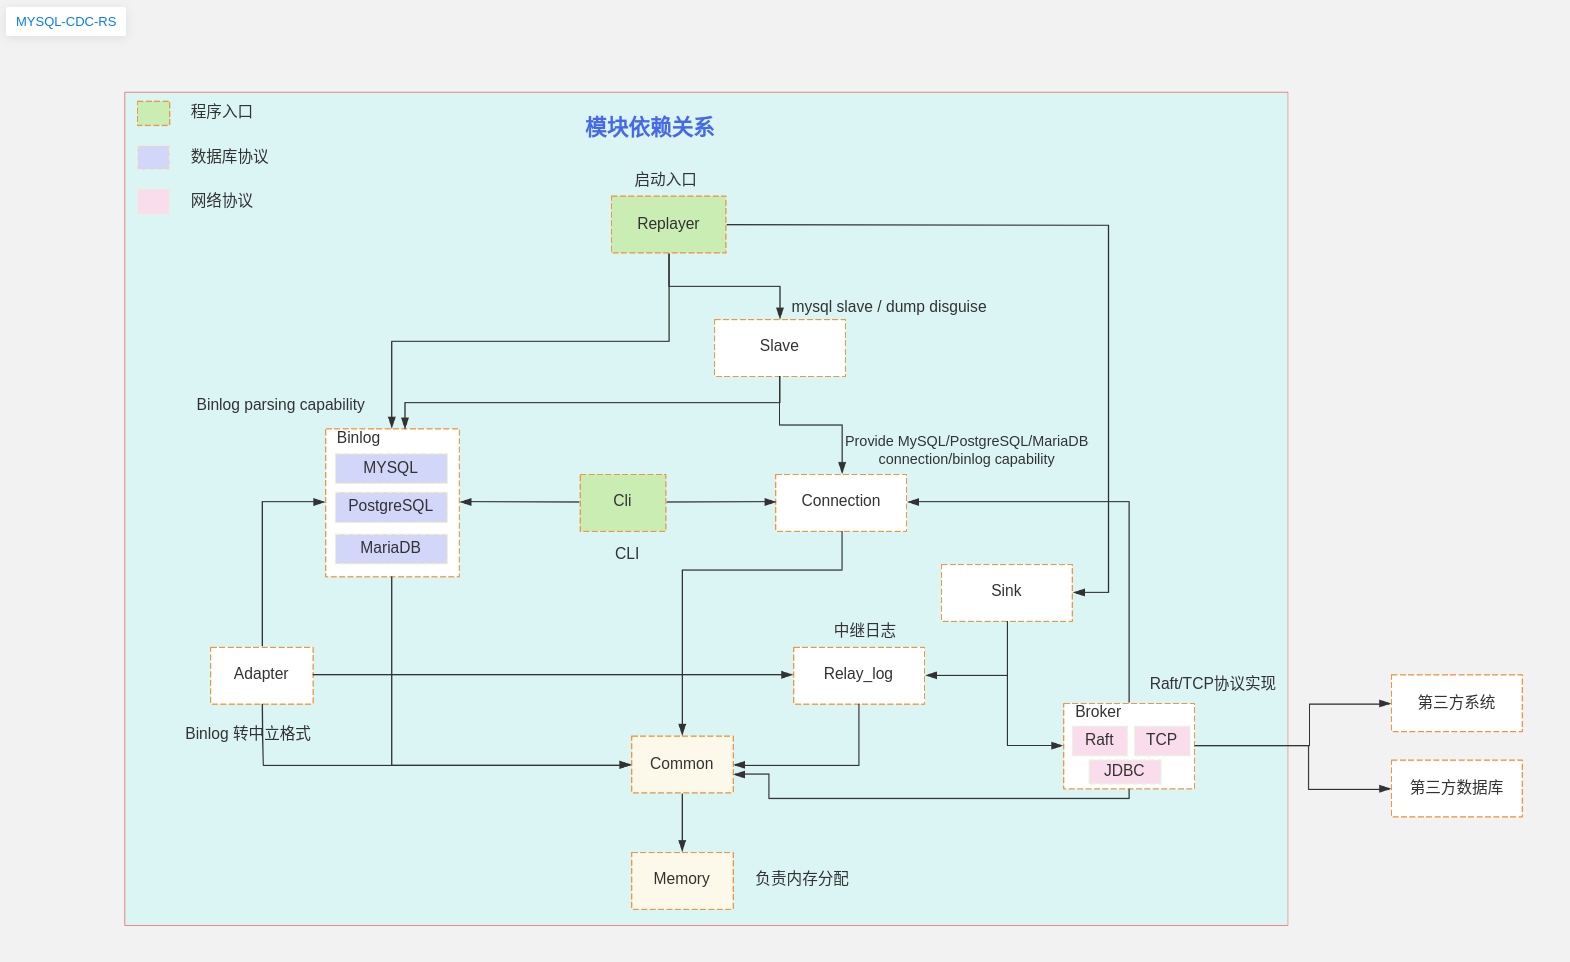 MYSQL-CDC-RS
程序入口
模块依赖关系
数据库协议
启动入口
网络协议
Replayer
mysql slave / dump disguise
Slave
Binlog parsing capability
Binlog
MYSQL
PostgreSQL
MariaDB
Provide MySQL/PostgreSQL/MariaDB
connection/binlog capability
Cli
Connection
CLI
Sink
中继日志
Adapter
Relay_log
Raft/TCP协议实现
第三方系统
Broker
Raft
TCP
JDBC
Binlog 转中立格式
Common
第三方数据库
Memory
负责内存分配